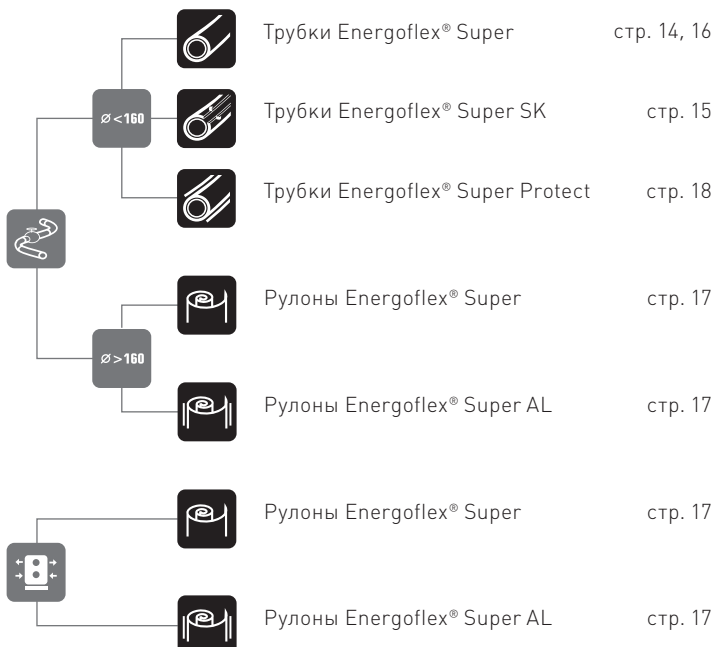 Трубки Energoflex® Super стр. 14, 16
ø<160
Трубки Energoflex® Super SK стр. 15
Трубки Energoflex® Super Protect стр. 18
Рулоны Energoflex® Super стр. 17
ø>160
Рулоны Energoflex® Super AL стр. 17
Рулоны Energoflex® Super стр. 17
Рулоны Energoflex® Super AL стр. 17